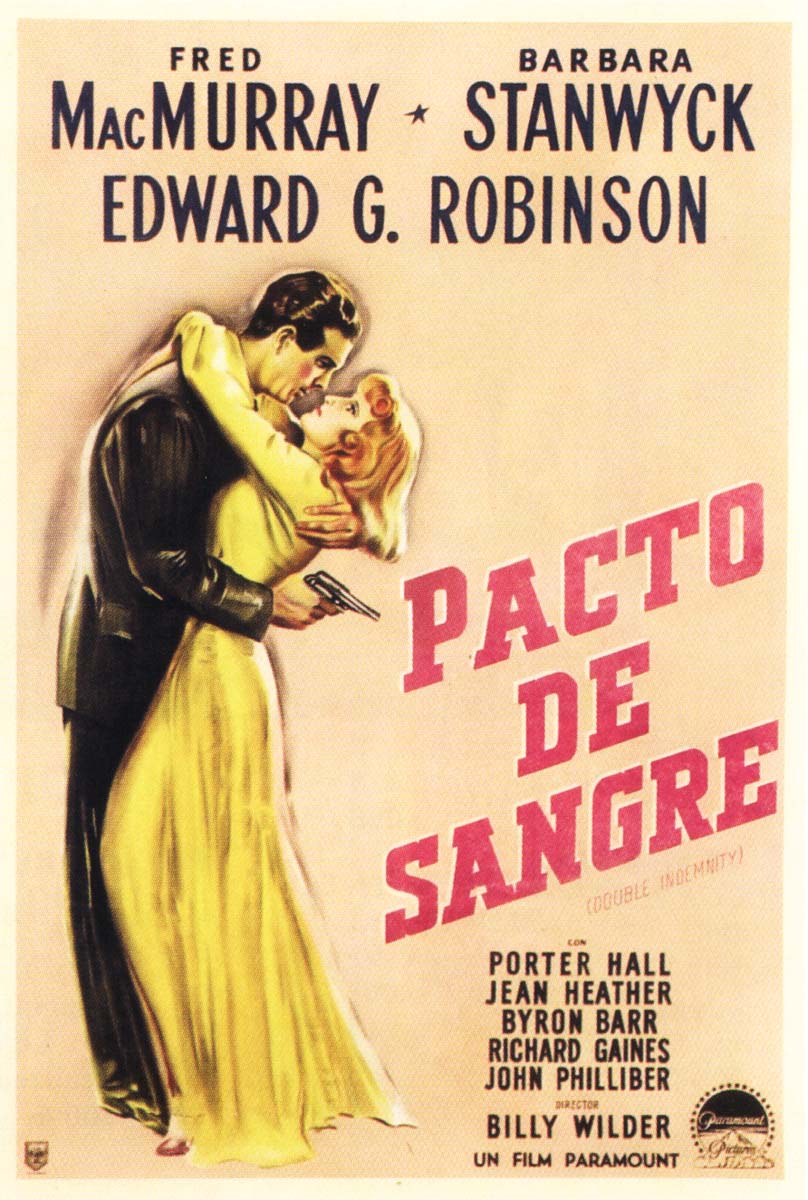 FRED
MacMURRAY
BARBARA
STANWYCK
EDWARD G. ROBINSON
PACTO
DE
SANGRE
(DOUBLE INDEMNITY)
CON
PORTER HALL
JEAN HEATHER
BYRON BARR
RICHARD GAINES
JOHN PHILLIBER
DIRECTOR
BILLY WILDER
UN FILM PARAMOUNT
Paramount
Pictures